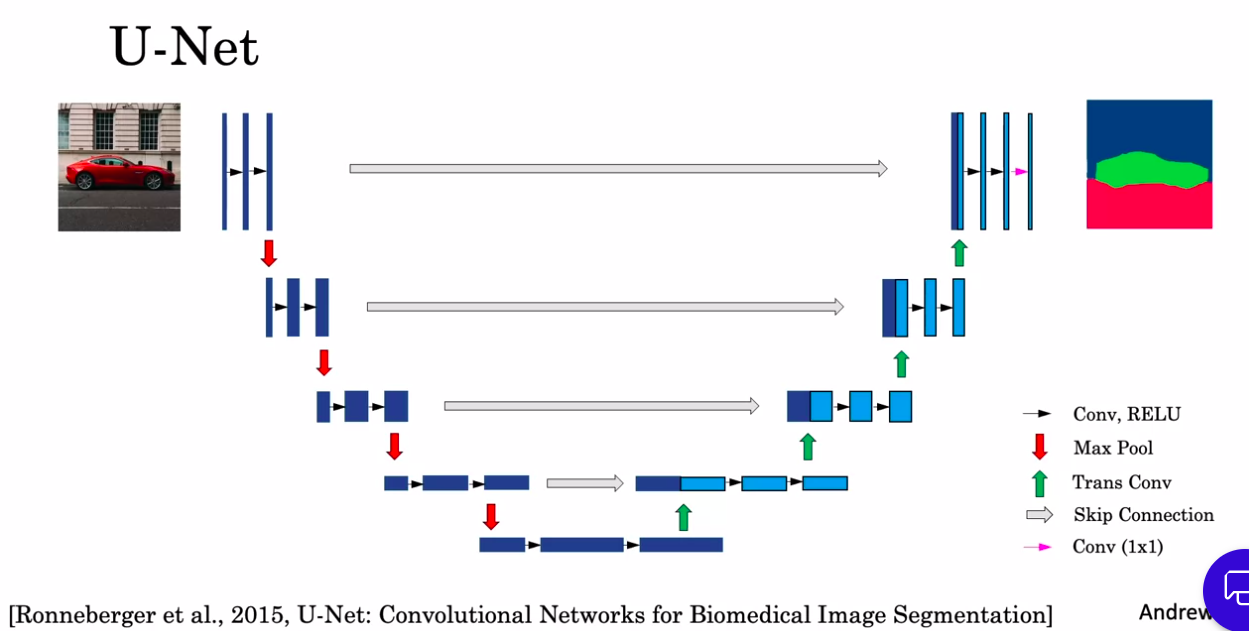 U-Net
Conv, RELU
Max Pool
Trans Conv
Skip Connection
Conv (1x1)
[Ronneberger et al., 2015, U-Net: Convolutional Networks for Biomedical Image Segmentation]
Andrew